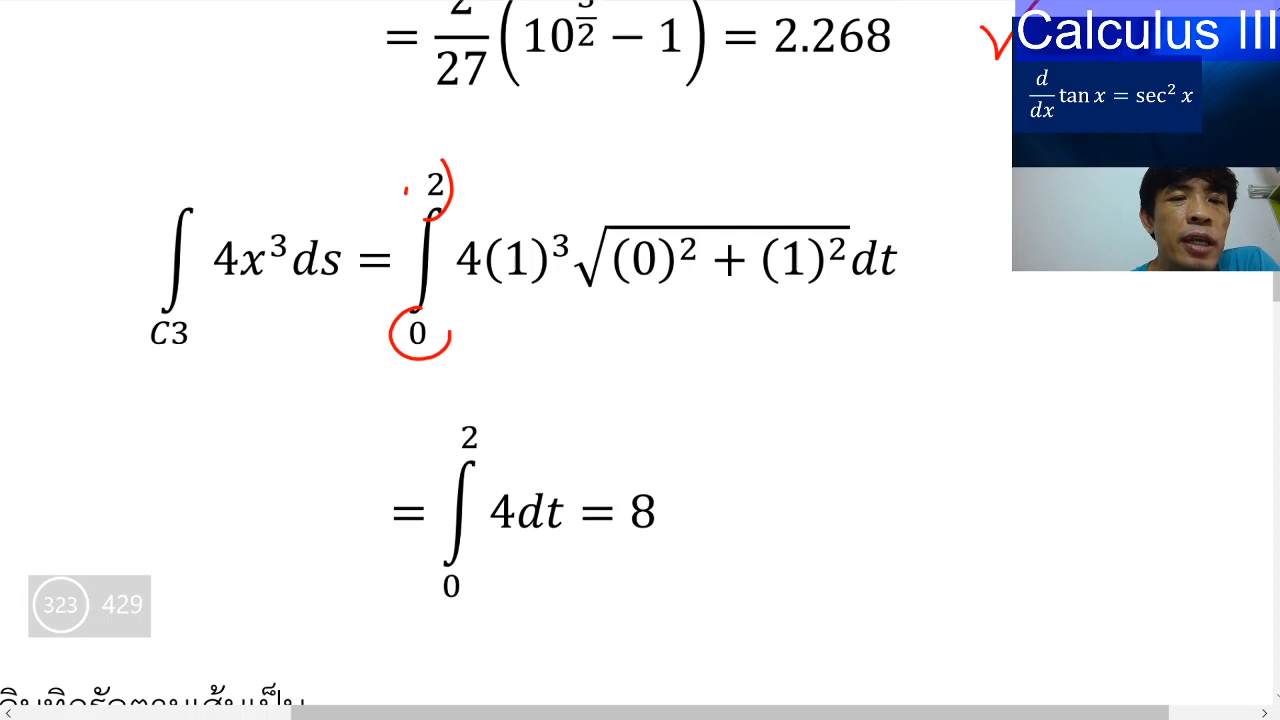 = 2/27 (10^{3/2} − 1) = 2.268
Calculus III
d/dx tan x = sec² x
∫_{C3} 4x³ds = ∫_0^2 4(1)³√((0)² + (1)²)dt
= ∫_0^2 4dt = 8
323 429